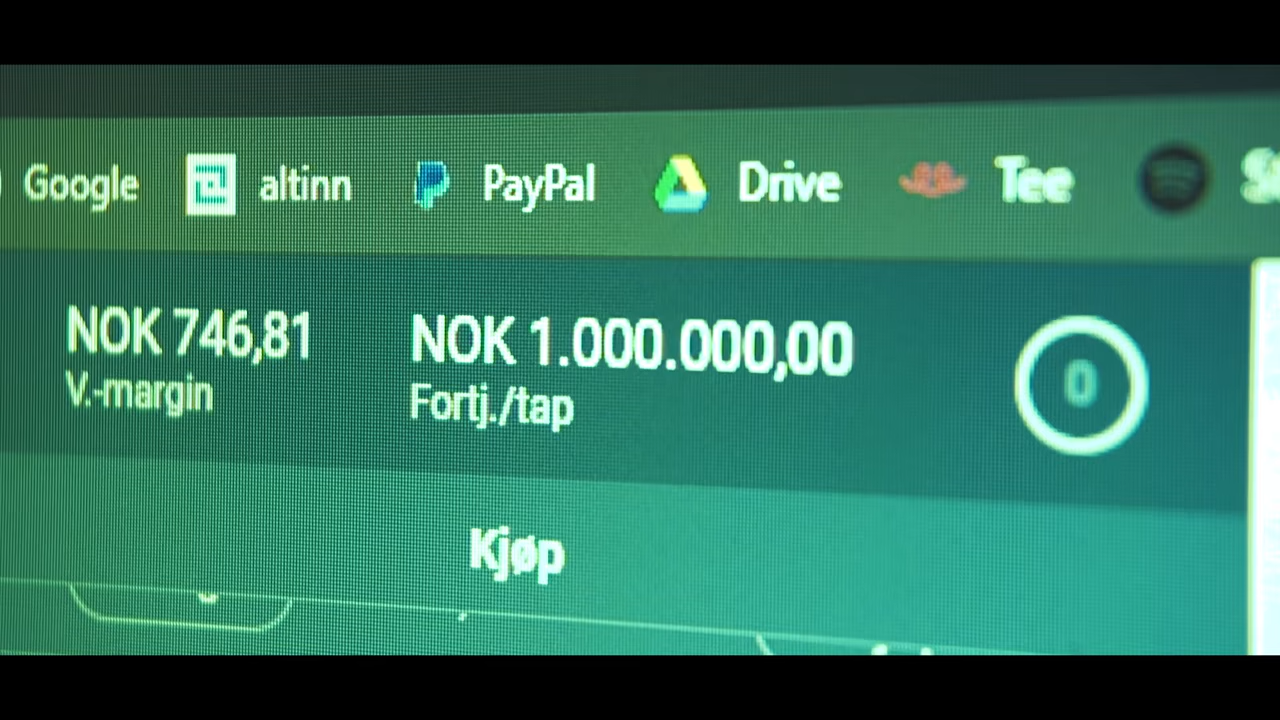 Google altinn PayPal Drive Tee
NOK 746,81 NOK 1.000.000,00
V.-margin Fortj./tap
0
Kjøp